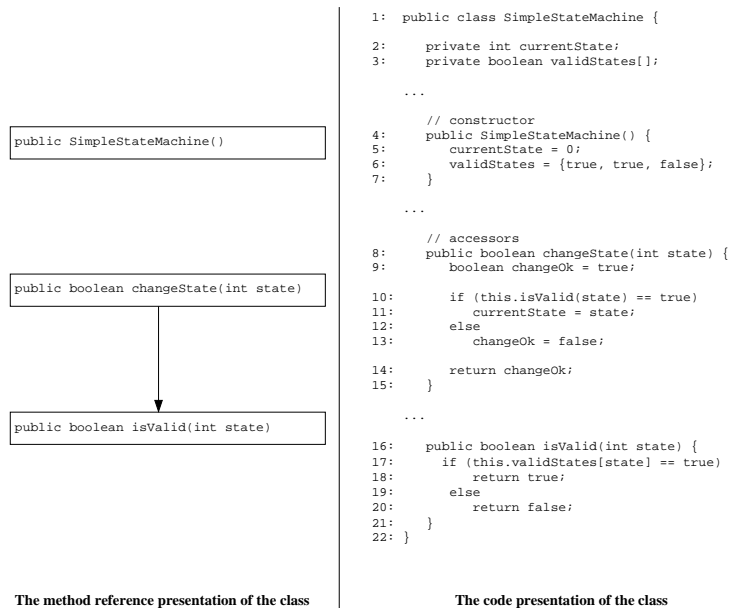 public SimpleStateMachine()
public boolean changeState(int state)
public boolean isValid(int state)
The method reference presentation of the class
1: public class SimpleStateMachine {
2: private int currentState;
3: private boolean validStates[];
...
// constructor
4: public SimpleStateMachine() {
5: currentState = 0;
6: validStates = {true, true, false};
7: }
...
// accessors
8: public boolean changeState(int state) {
9: boolean changeOk = true;
10: if (this.isValid(state) == true)
11: currentState = state;
12: else
13: changeOk = false;
14: return changeOk;
15: }
...
16: public boolean isValid(int state) {
17: if (this.validStates[state] == true)
18: return true;
19: else
20: return false;
21: }
22: }
The code presentation of the class